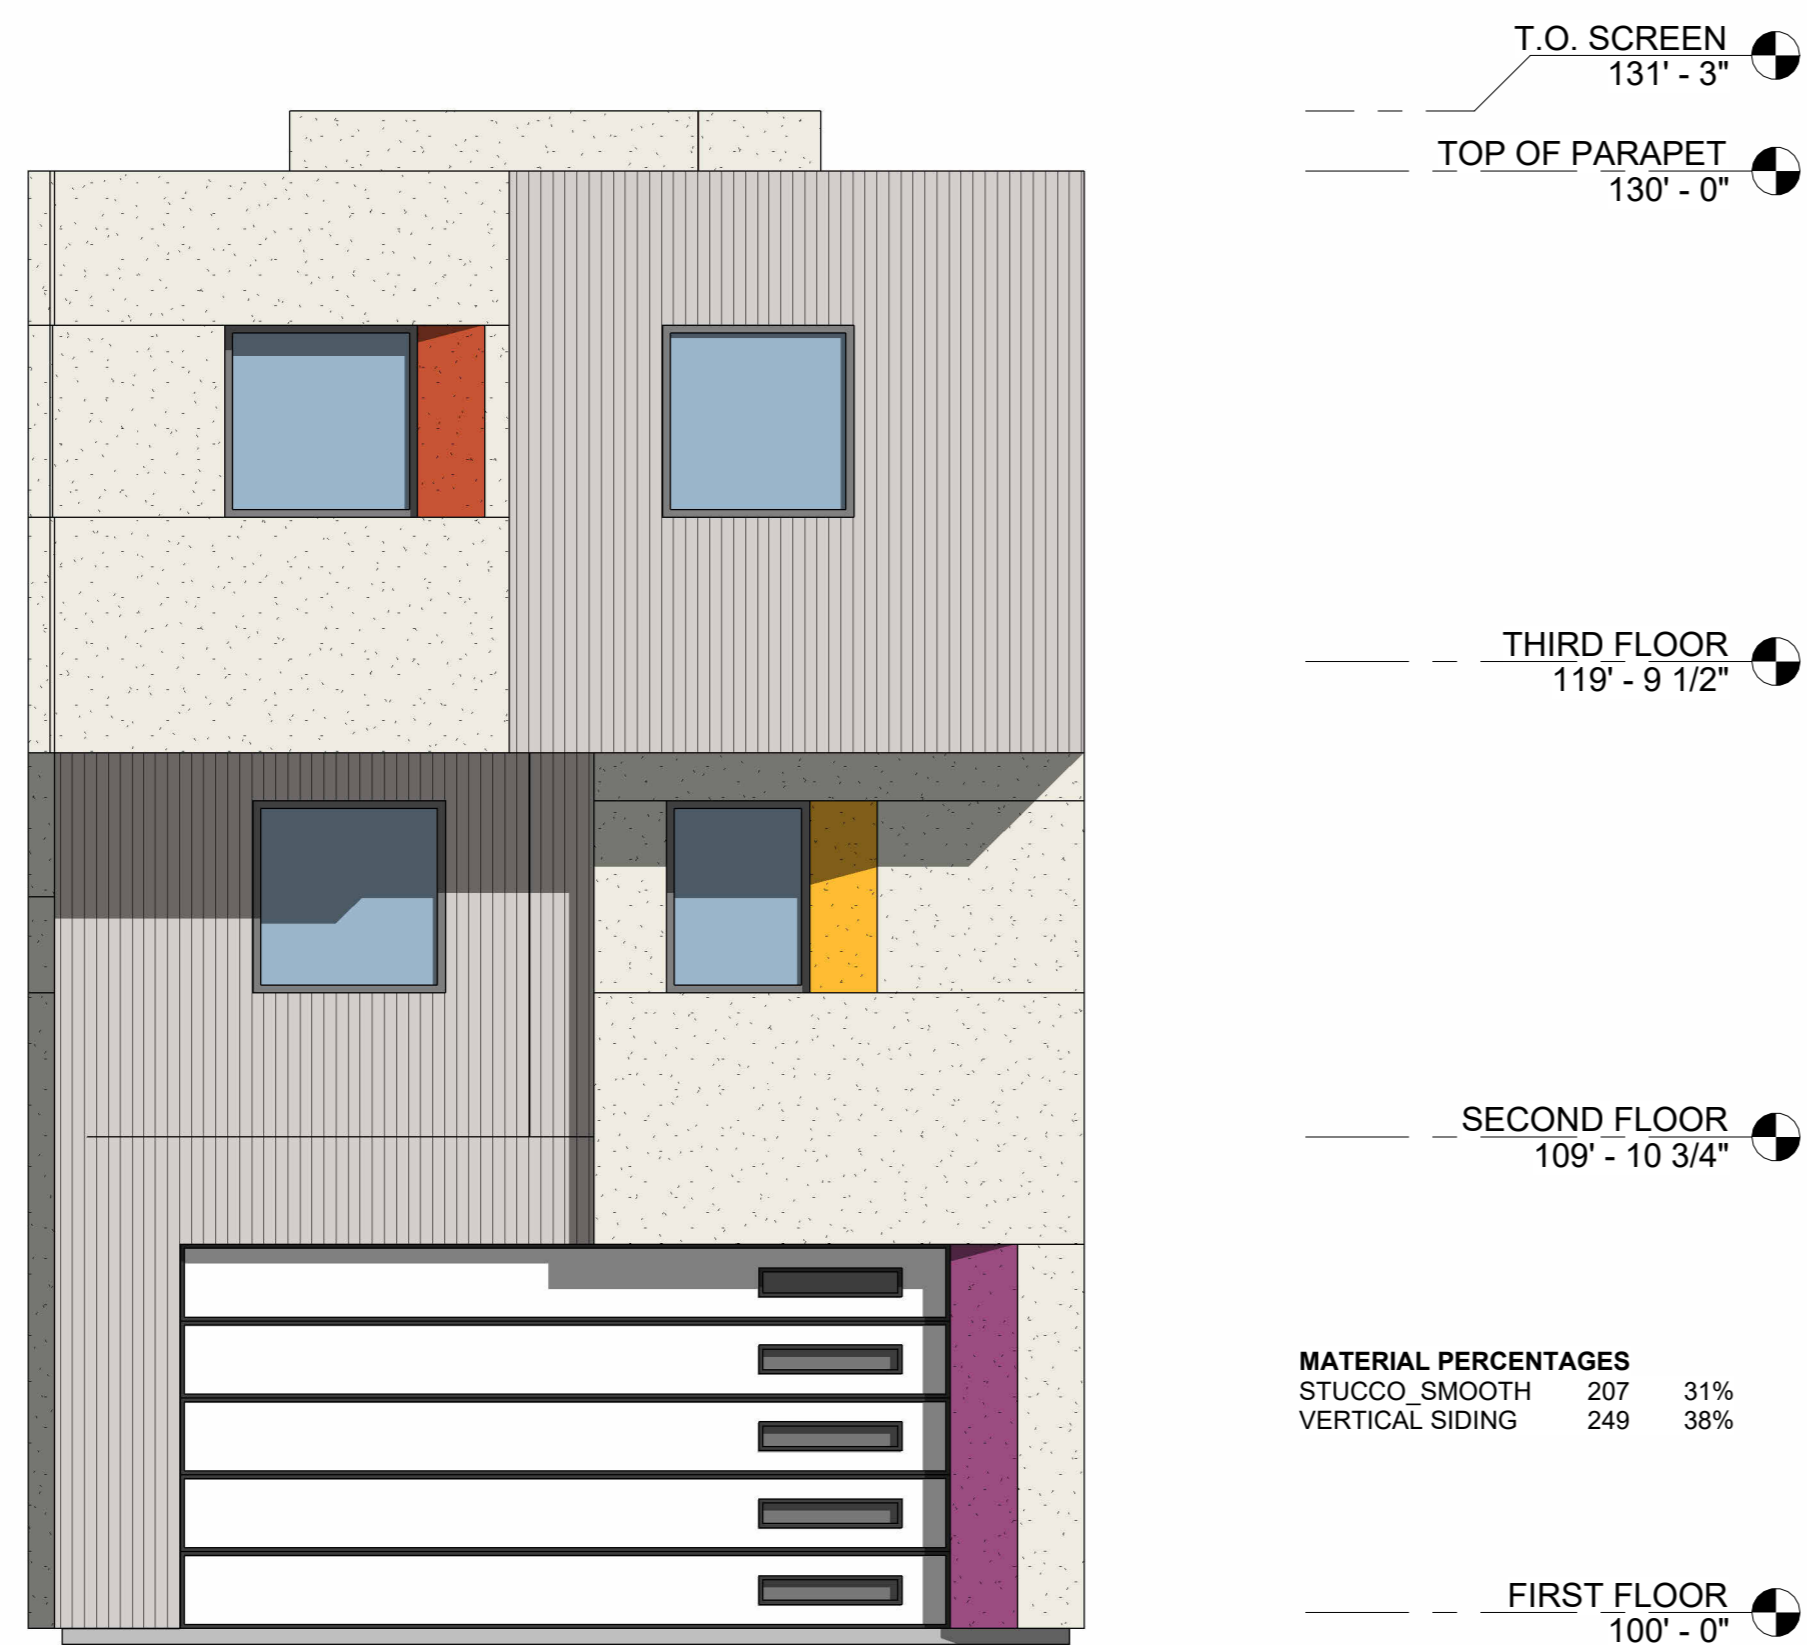 T.O. SCREEN
131' - 3"
TOP OF PARAPET
130' - 0"
THIRD FLOOR
119' - 9 1/2"
SECOND FLOOR
109' - 10 3/4"
MATERIAL PERCENTAGES
STUCCO_SMOOTH 207 31%
VERTICAL SIDING 249 38%
FIRST FLOOR
100' - 0"